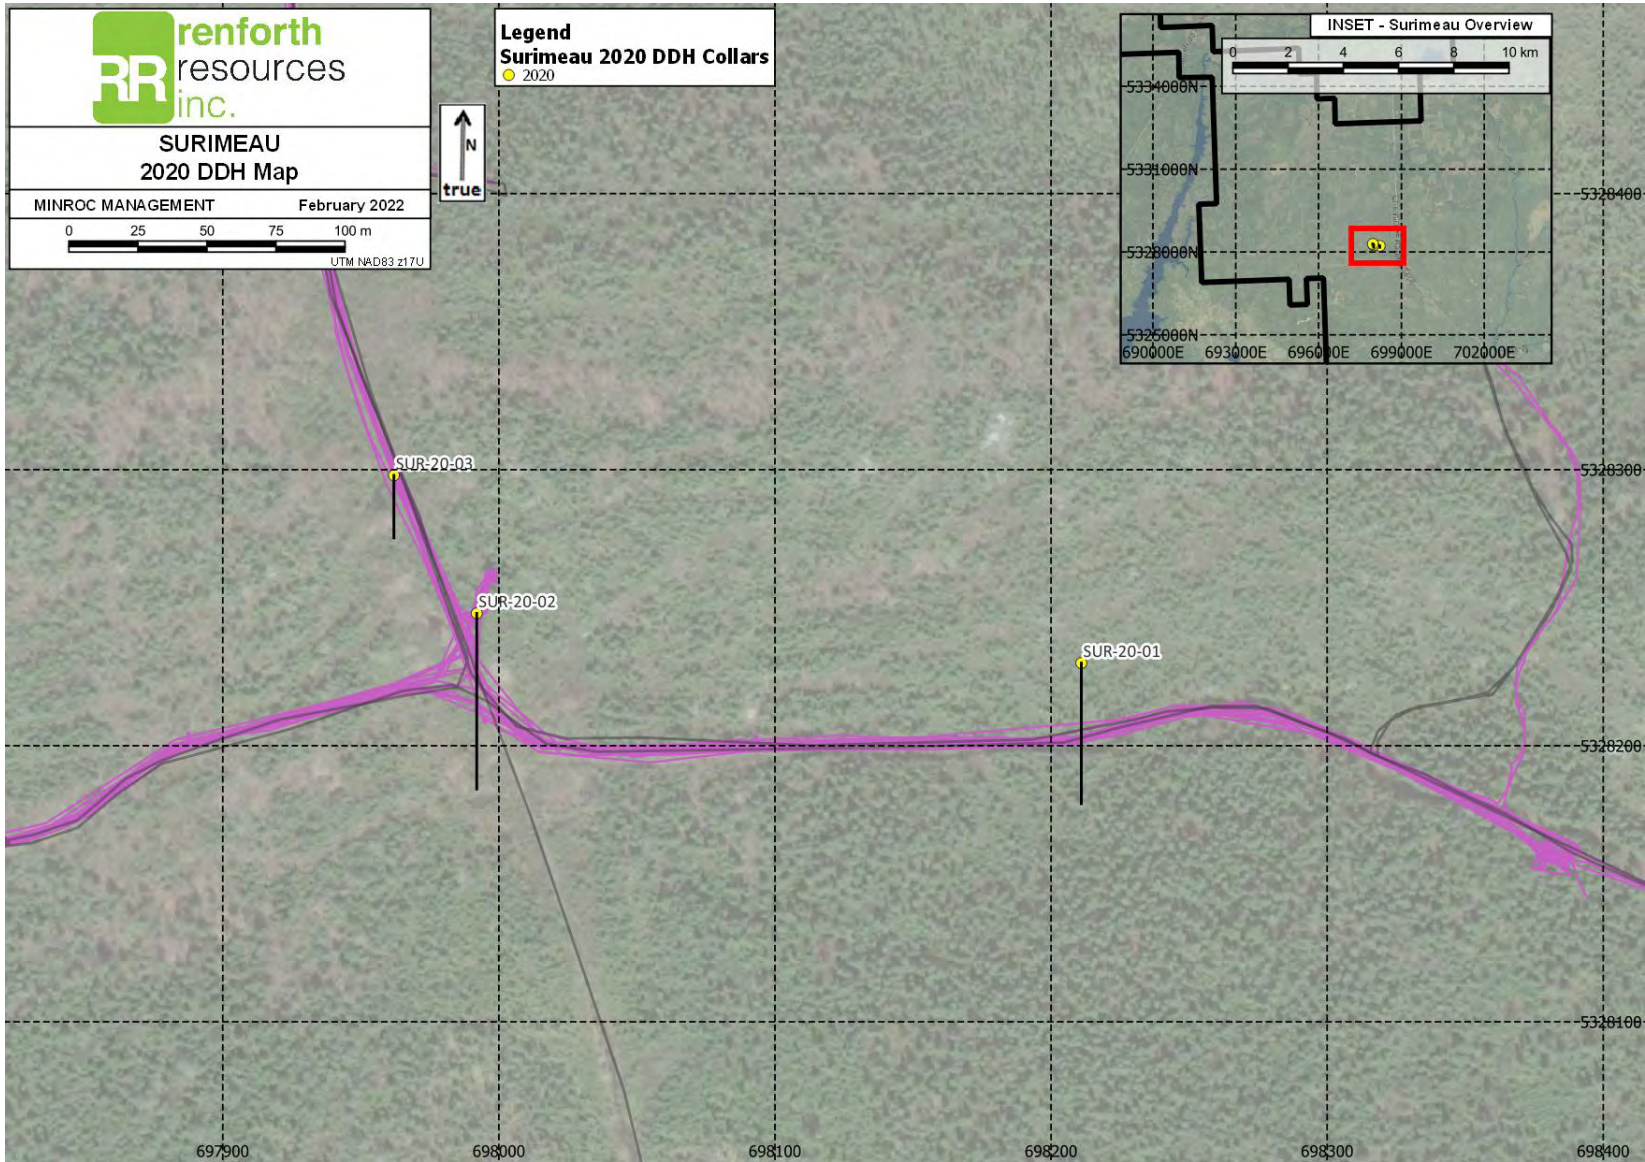 RR
renforth
resources
inc.
SURIMEAU
2020 DDH Map
MINROC MANAGEMENT February 2022
0 25 50 75 100 m
UTM NAD83 z17U
N
true
Legend
Surimeau 2020 DDH Collars
2020
INSET - Surimeau Overview
0 2 4 6 8 10 km
5334000N
5331000N
5328000N
5325000N
690000E 693000E 696000E 699000E 702000E
5328400
SUR-20-03
5328300
SUR-20-02
SUR-20-01
5328200
5328100
697900 698000 698100 698200 698300 698400